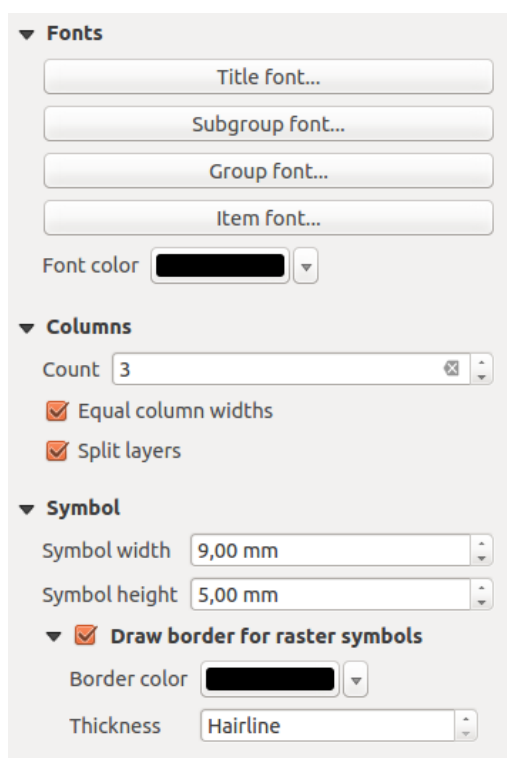 Fonts
Title font...
Subgroup font...
Group font...
Item font...
Font color
Columns
Count 3
Equal column widths
Split layers
Symbol
Symbol width 9,00 mm
Symbol height 5,00 mm
Draw border for raster symbols
Border color
Thickness Hairline